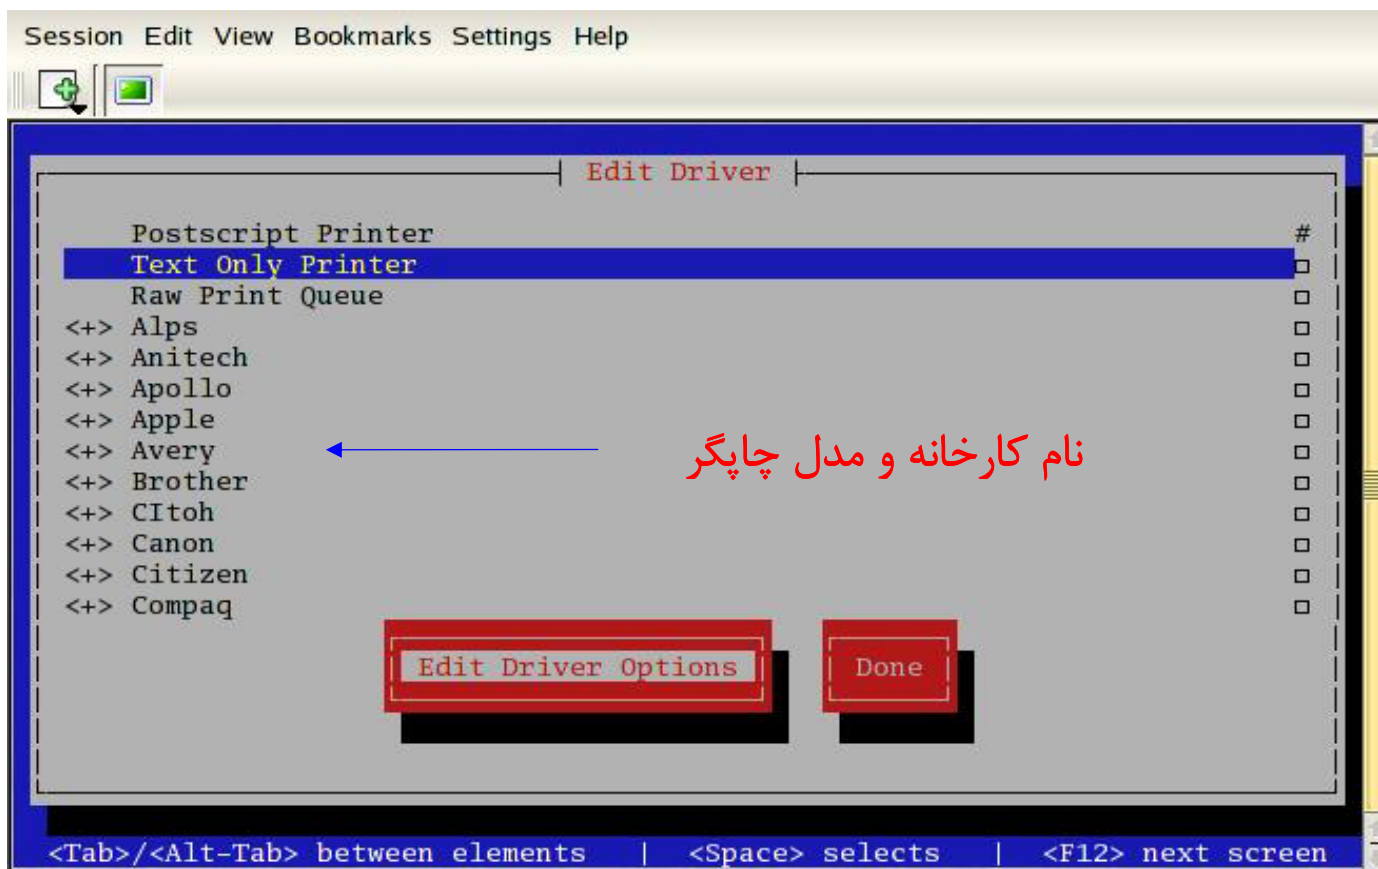 Session Edit View Bookmarks Settings Help
Edit Driver
Postscript Printer #
Text Only Printer
Raw Print Queue
<+> Alps
<+> Anitech
<+> Apollo
<+> Apple
<+> Avery
نام کارخانه و مدل چاپگر
<+> Brother
<+> CItoh
<+> Canon
<+> Citizen
<+> Compaq
Edit Driver Options Done
<Tab>/<Alt-Tab> between elements | <Space> selects | <F12> next screen